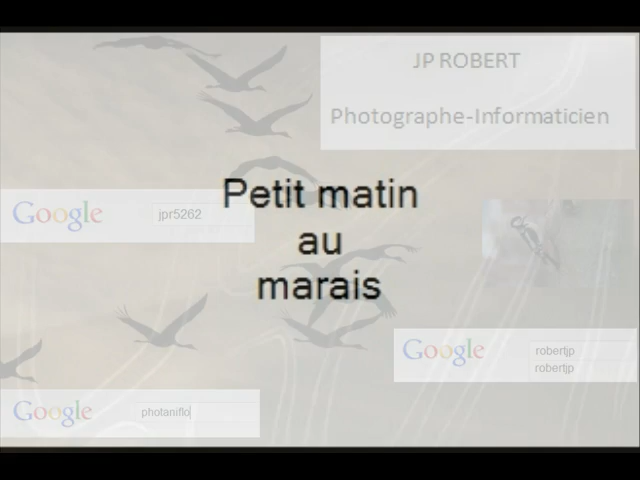 JP ROBERT
Photographe-Informaticien
Petit matin
au
marais
Google jpr5262
Google robertjp
robertjp
Google photaniflo